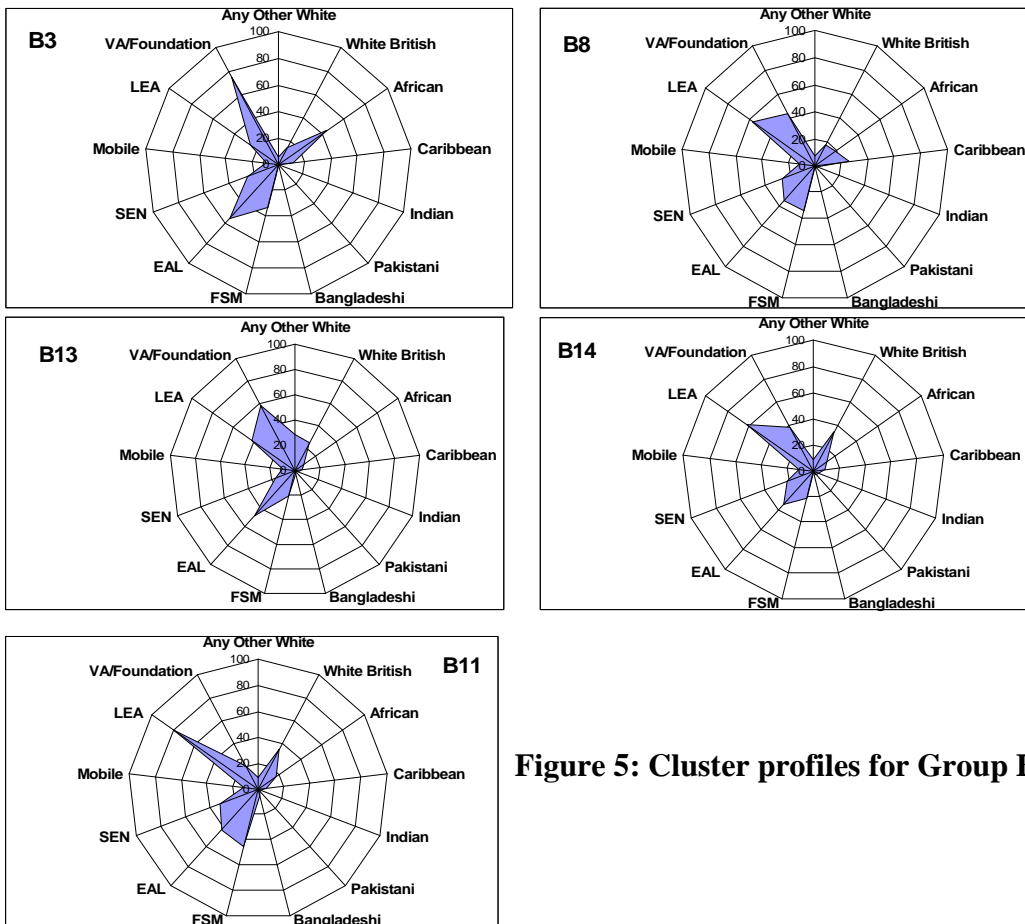 B3
Any Other White
100
80
60
40
20
0
VA/Foundation
White British
LEA
African
Mobile
Caribbean
SEN
Indian
EAL
Pakistani
FSM
Bangladeshi
B8
Any Other White
100
80
60
40
20
0
VA/Foundation
White British
LEA
African
Mobile
Caribbean
SEN
Indian
EAL
Pakistani
FSM
Bangladeshi
B13
Any Other White
100
80
60
40
20
0
VA/Foundation
White British
LEA
African
Mobile
Caribbean
SEN
Indian
EAL
Pakistani
FSM
Bangladeshi
B14
Any Other White
100
80
60
40
20
0
VA/Foundation
White British
LEA
African
Mobile
Caribbean
SEN
Indian
EAL
Pakistani
FSM
Bangladeshi
B11
Any Other White
100
80
60
40
20
0
VA/Foundation
White British
LEA
African
Mobile
Caribbean
SEN
Indian
EAL
Pakistani
FSM
Bangladeshi
Figure 5: Cluster profiles for Group